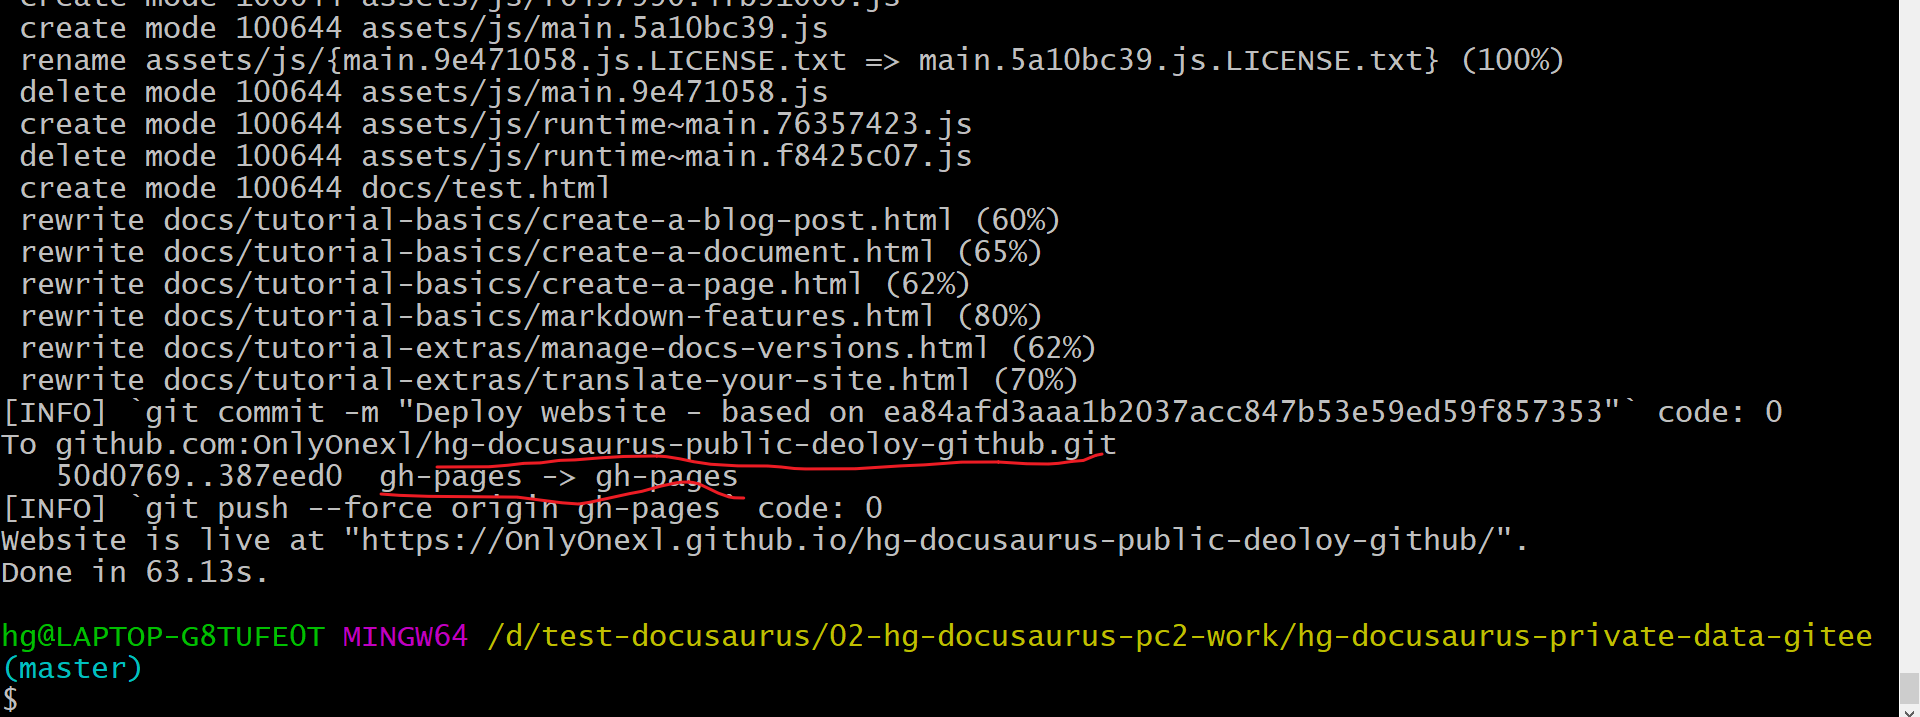 create mode 100644 assets/js/main.5a10bc39.js
rename assets/js/{main.9e471058.js.LICENSE.txt => main.5a10bc39.js.LICENSE.txt} (100%)
delete mode 100644 assets/js/main.9e471058.js
create mode 100644 assets/js/runtime~main.76357423.js
delete mode 100644 assets/js/runtime~main.f8425c07.js
create mode 100644 docs/test.html
rewrite docs/tutorial-basics/create-a-blog-post.html (60%)
rewrite docs/tutorial-basics/create-a-document.html (65%)
rewrite docs/tutorial-basics/create-a-page.html (62%)
rewrite docs/tutorial-basics/markdown-features.html (80%)
rewrite docs/tutorial-extras/manage-docs-versions.html (62%)
rewrite docs/tutorial-extras/translate-your-site.html (70%)
[INFO] `git commit -m "Deploy website - based on ea84afd3aaa1b2037acc847b53e59ed59f857353"` code: 0
To github.com:OnlyOnexl/hg-docusaurus-public-deoloy-github.git
50d0769..387eed0 gh-pages -> gh-pages
[INFO] `git push --force origin gh-pages` code: 0
Website is live at "https://OnlyOnexl.github.io/hg-docusaurus-public-deoloy-github/".
Done in 63.13s.
hg@LAPTOP-G8TUFE0T MINGW64 /d/test-docusaurus/02-hg-docusaurus-pc2-work/hg-docusaurus-private-data-gitee
(master)
$